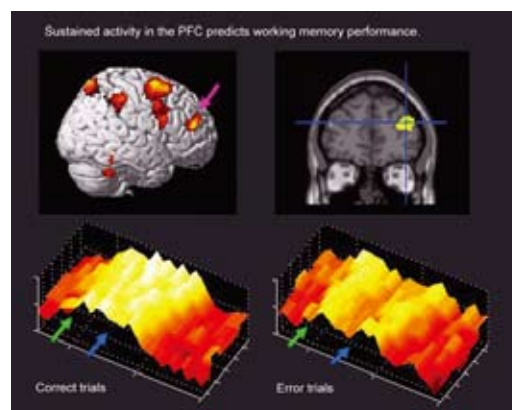 Sustained activity in the PFC predicts working memory performance.
Correct trials
Error trials